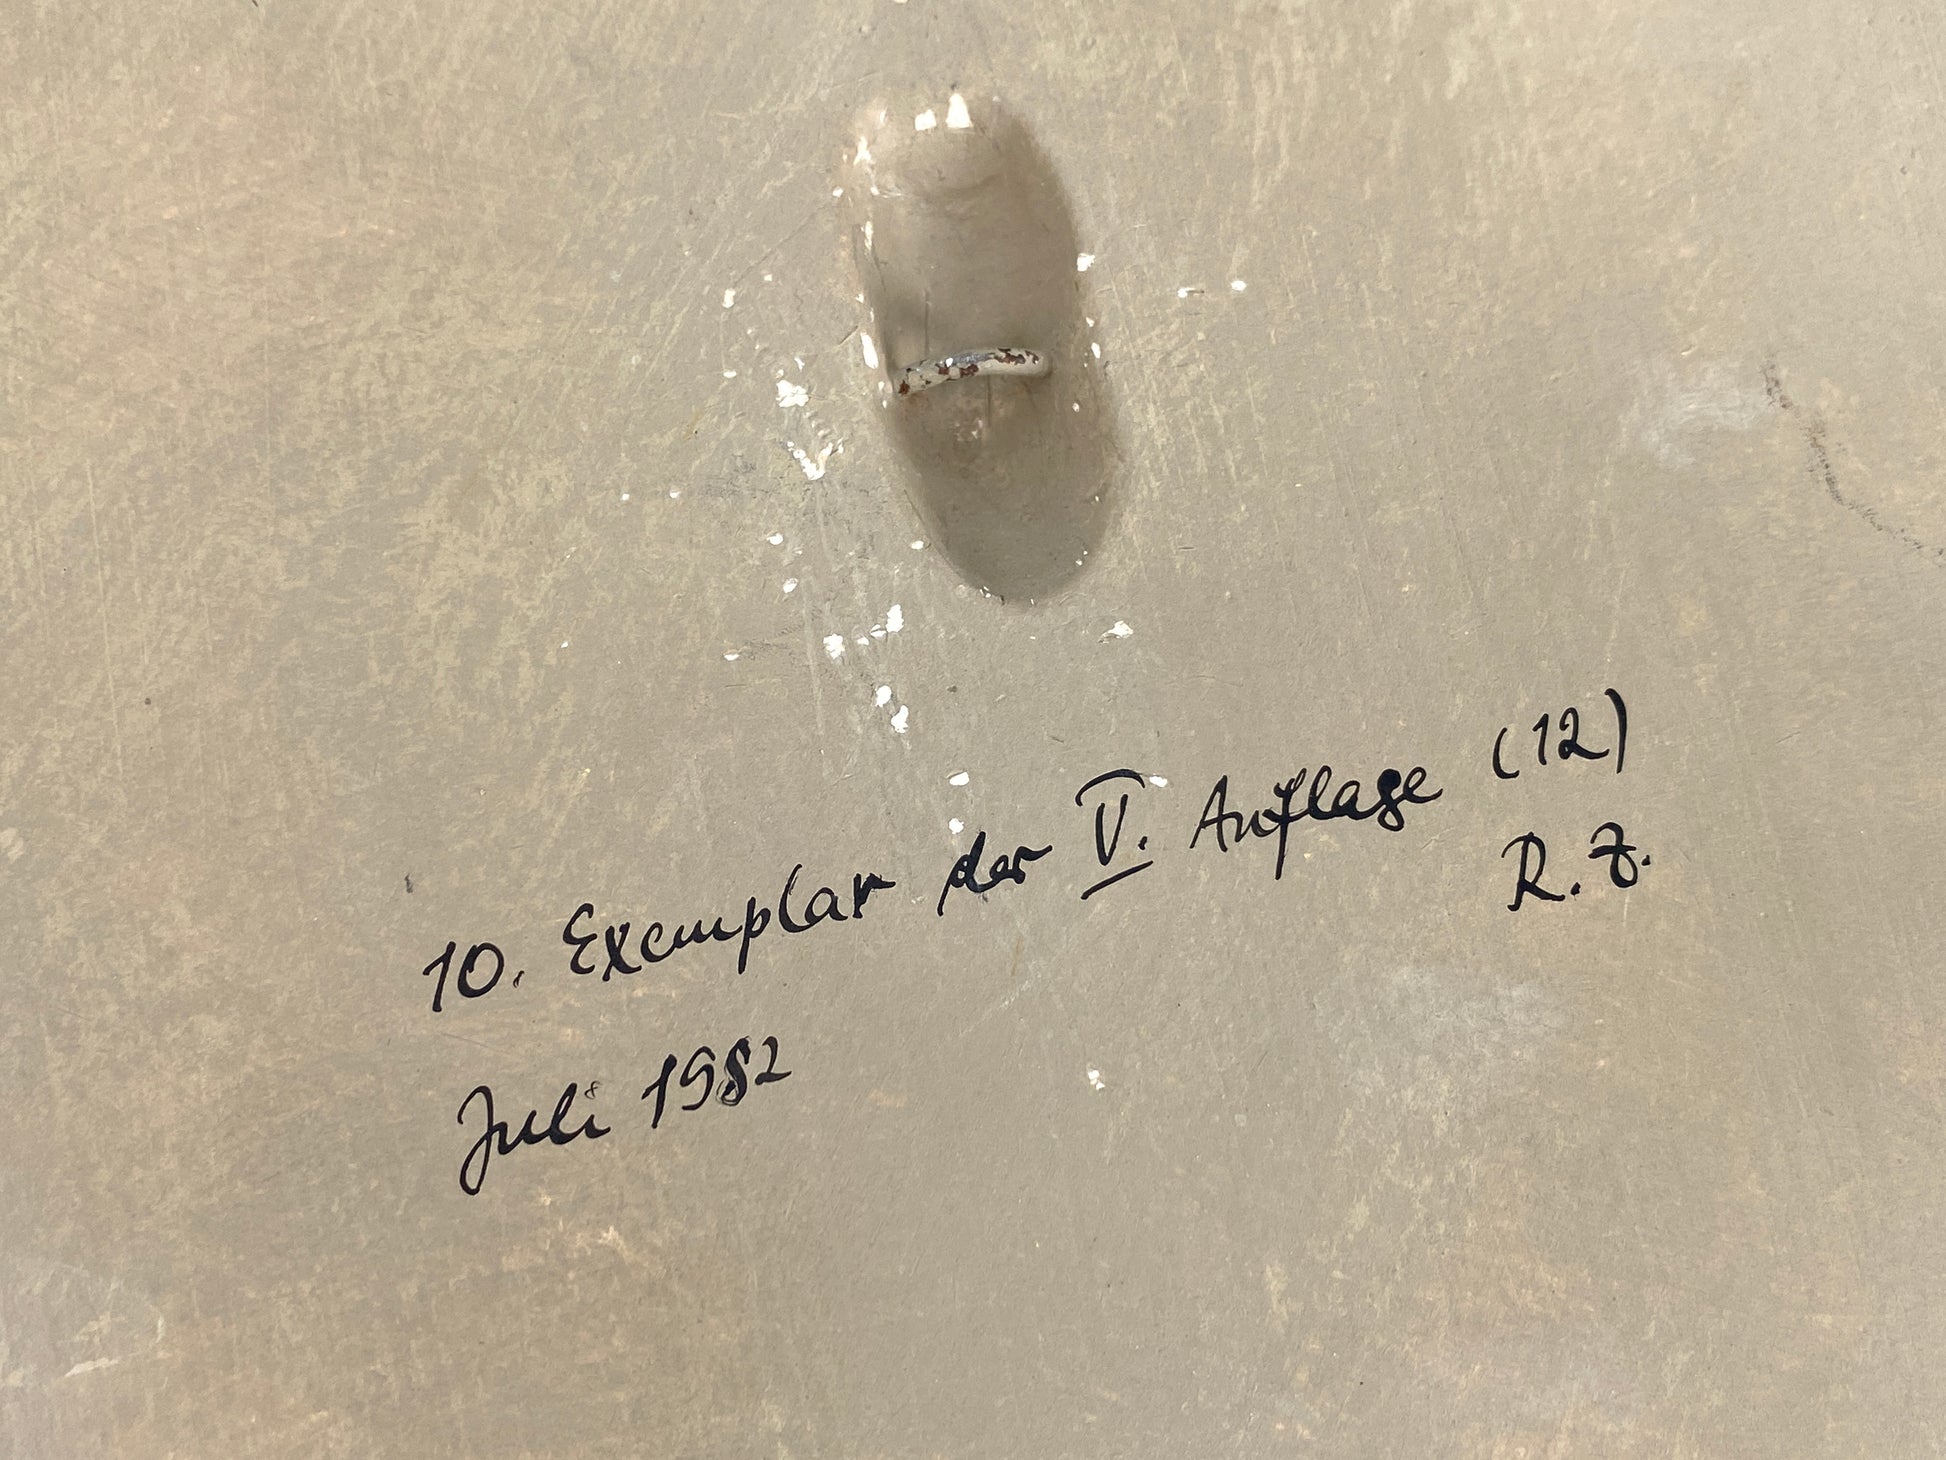 10. Exemplar der V. Auflage (12)
R. Z.
Juli 1982